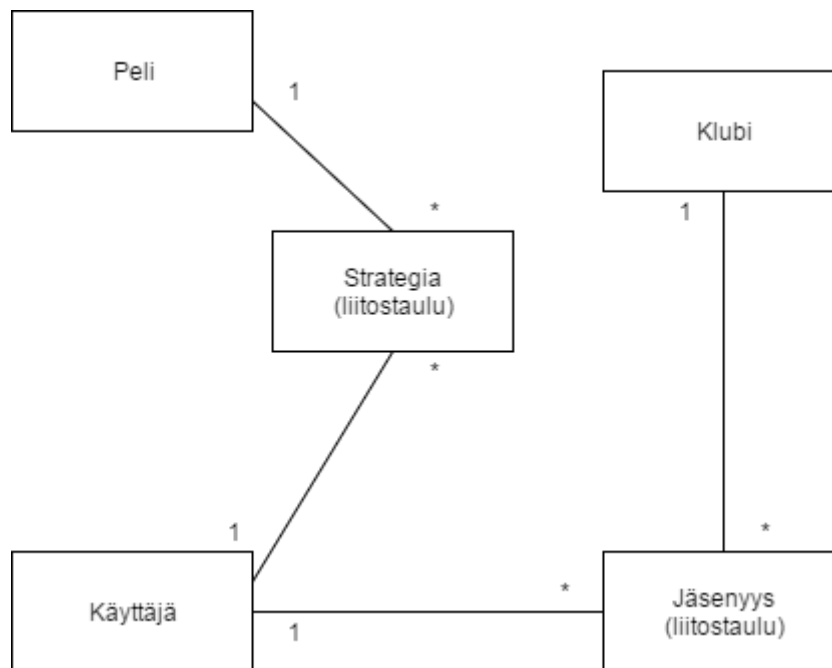 Peli
1
Klubi
1
*
Strategia
(liitostaulu)
*
1
*
Käyttäjä
1
*
Jäsenyys
(liitostaulu)